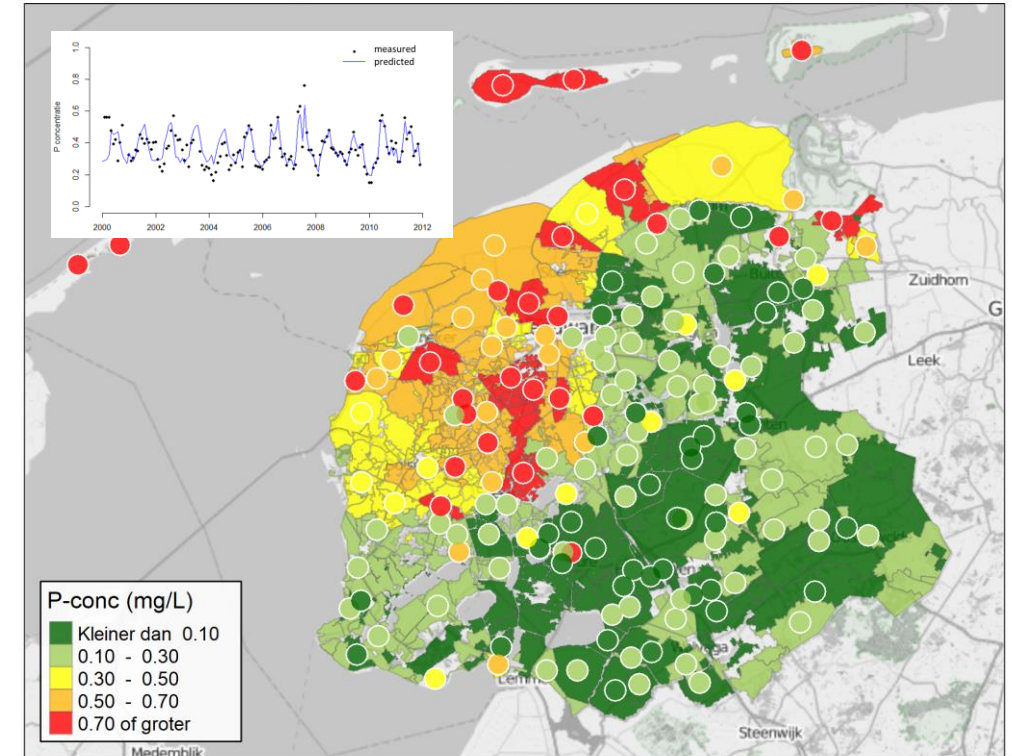 measured
predicted
P concentratie
1.0
0.8
0.6
0.4
0.2
0.0
2000 2002 2004 2006 2008 2010 2012
Zuidhorn
G
Leek
P-conc (mg/L)
Kleiner dan 0.10
0.10 - 0.30
0.30 - 0.50
0.50 - 0.70
0.70 of groter
Steenwijk
Medemblik